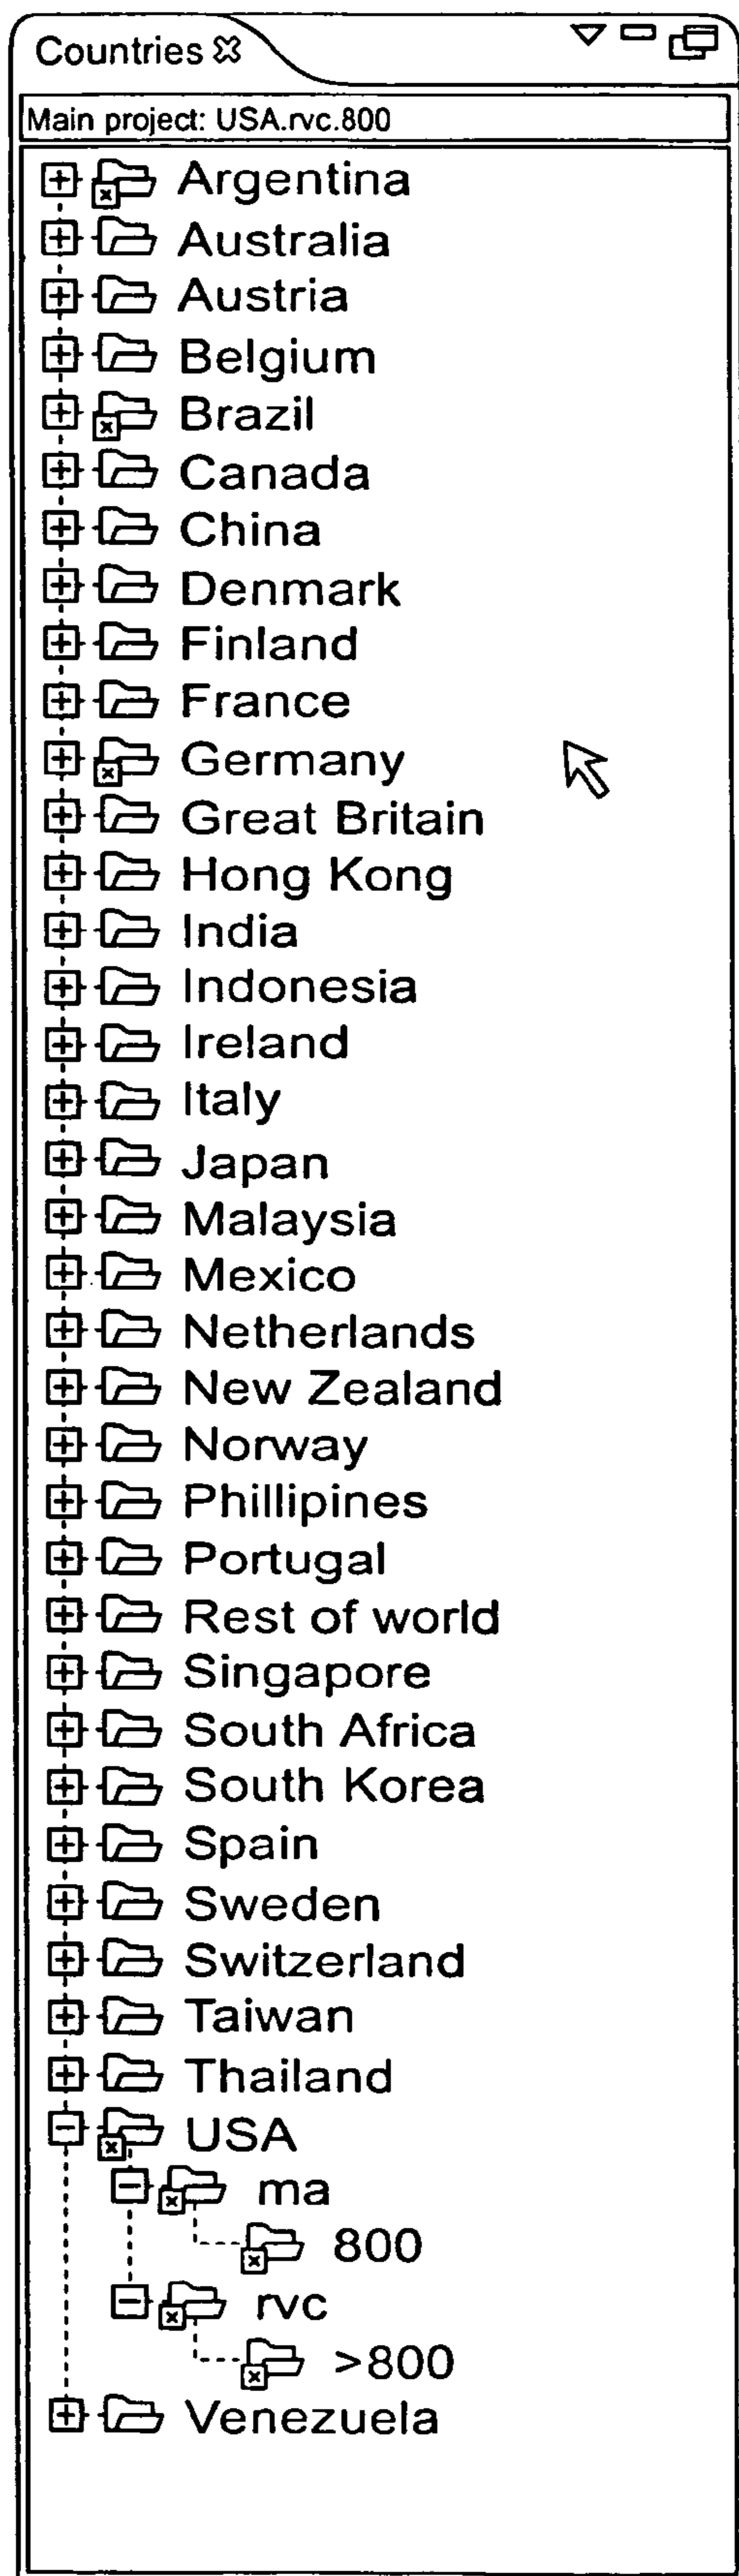 Countries
Main project: USA.rvc.800
Argentina
Australia
Austria
Belgium
Brazil
Canada
China
Denmark
Finland
France
Germany
Great Britain
Hong Kong
India
Indonesia
Ireland
Italy
Japan
Malaysia
Mexico
Netherlands
New Zealand
Norway
Phillipines
Portugal
Rest of world
Singapore
South Africa
South Korea
Spain
Sweden
Switzerland
Taiwan
Thailand
USA
ma
800
rvc
>800
Venezuela